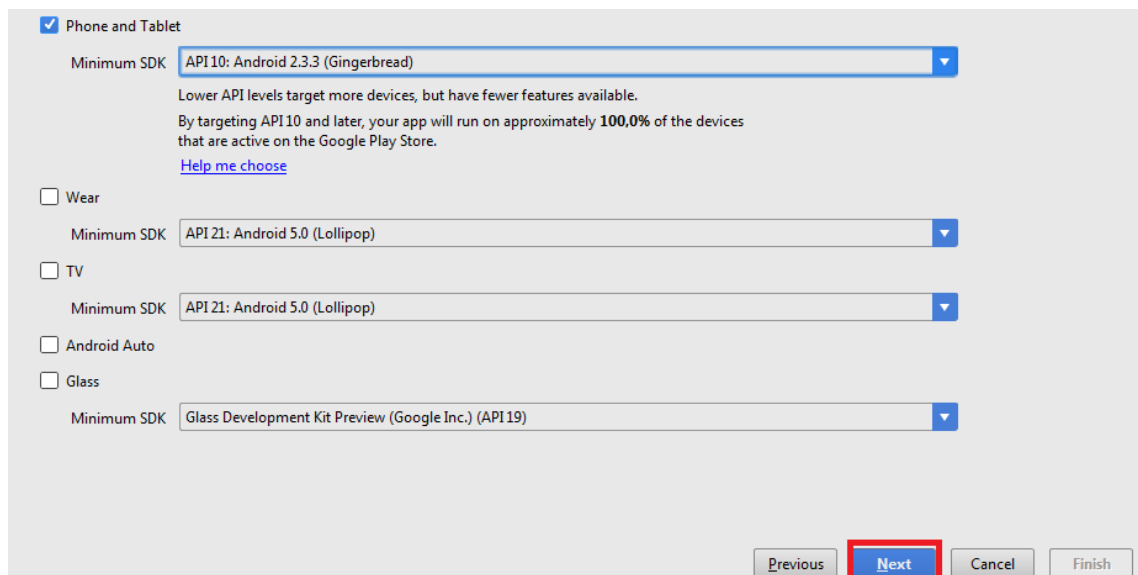 Phone and Tablet
Minimum SDK API 10: Android 2.3.3 (Gingerbread)
Lower API levels target more devices, but have fewer features available.
By targeting API 10 and later, your app will run on approximately 100,0% of the devices
that are active on the Google Play Store.
Help me choose
Wear
Minimum SDK API 21: Android 5.0 (Lollipop)
TV
Minimum SDK API 21: Android 5.0 (Lollipop)
Android Auto
Glass
Minimum SDK Glass Development Kit Preview (Google Inc.) (API 19)
Previous Next Cancel Finish